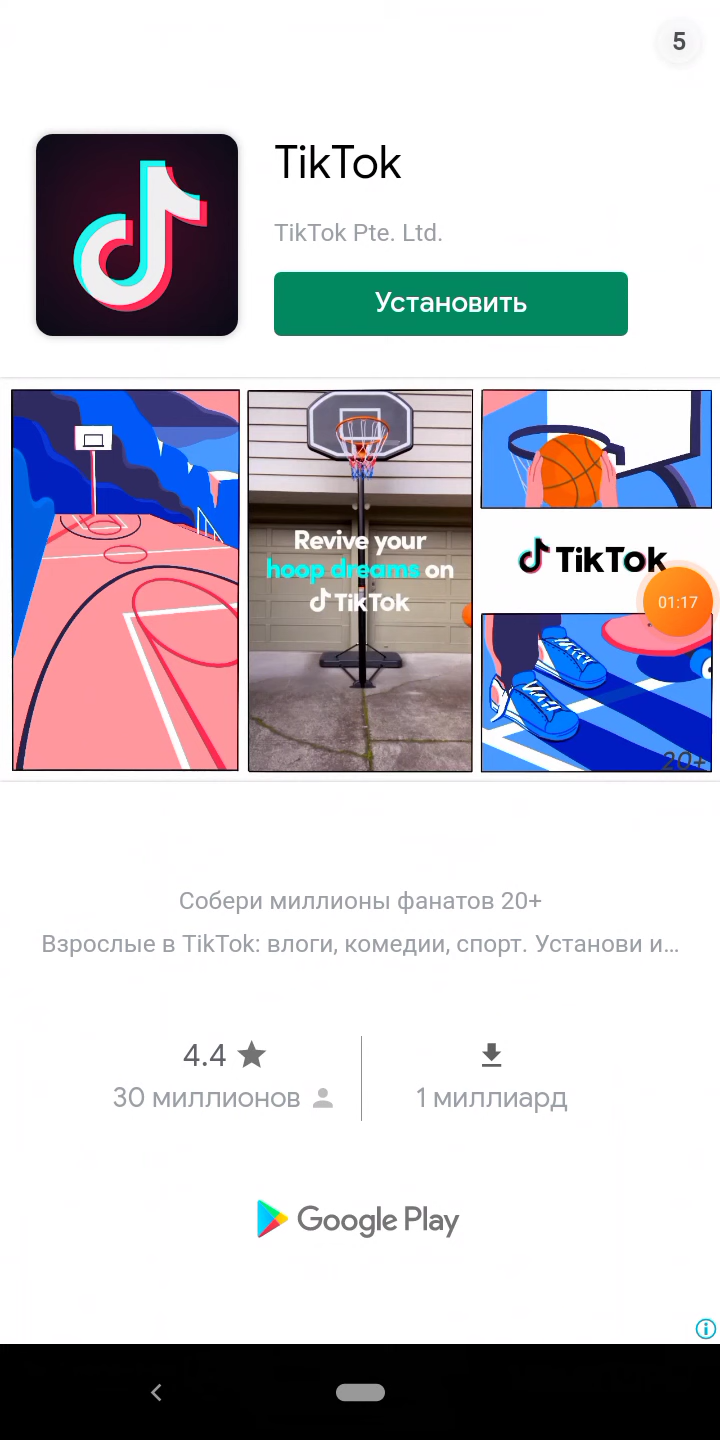 5
TikTok
TikTok Pte. Ltd.
Установить
Revive your
hoop dreams on
TikTok
TikTok
01:17
20+
Собери миллионы фанатов 20+
Взрослые в TikTok: влоги, комедии, спорт. Установи и...
4.4
30 миллионов
1 миллиард
Google Play